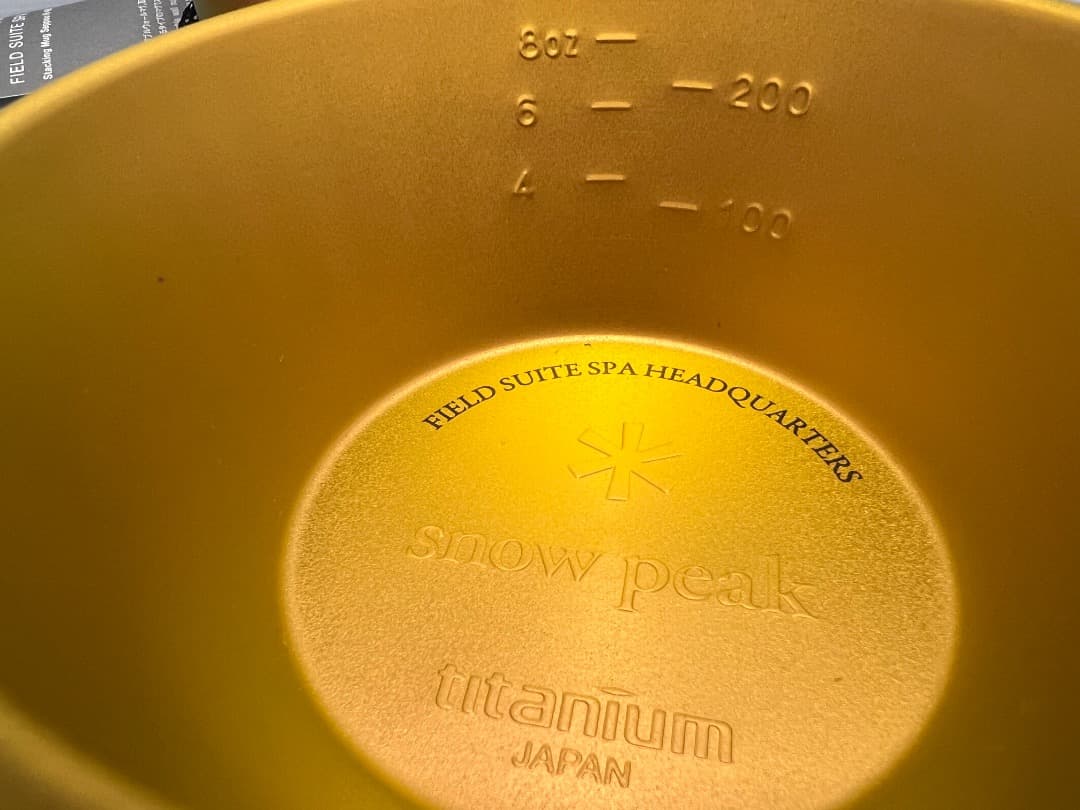 FIELD SUITE
Stacking Mug
8oz
200
6
4
100
FIELD SUITE SPA HEADQUARTERS
snow peak
titanium
JAPAN